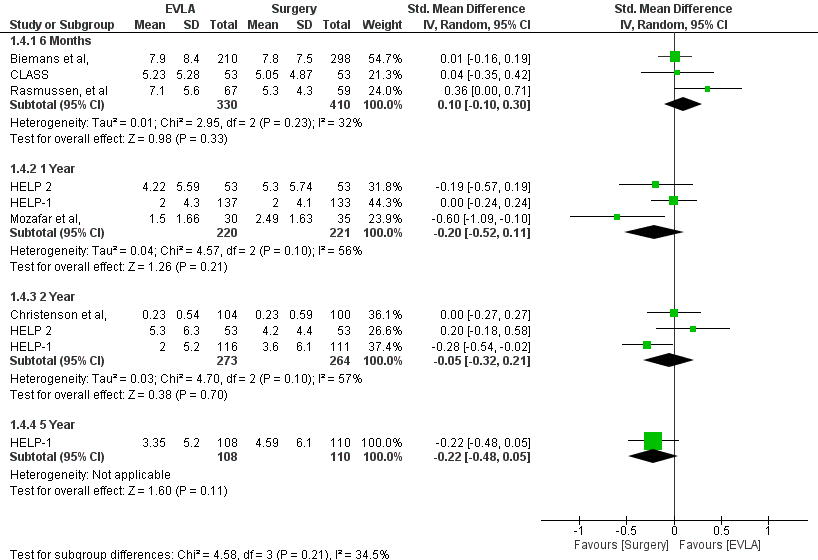 EVLA Surgery Std. Mean Difference Std. Mean Difference
Study or Subgroup Mean SD Total Mean SD Total Weight IV, Random, 95% CI IV, Random, 95% CI
1.4.1 6 Months
Biemans et al, 7.9 8.4 210 7.8 7.5 298 54.7% 0.01 [-0.16, 0.19]
CLASS 5.23 5.28 53 5.05 4.87 53 21.3% 0.04 [-0.35, 0.42]
Rasmussen, et al 7.1 5.6 67 5.3 4.3 59 24.0% 0.36 [0.00, 0.71]
Subtotal (95% CI) 330 410 100.0% 0.10 [-0.10, 0.30]
Heterogeneity: Tau² = 0.01; Chi² = 2.95, df = 2 (P = 0.23); I² = 32%
Test for overall effect: Z = 0.98 (P = 0.33)
1.4.2 1 Year
HELP 2 4.22 5.59 53 5.3 5.74 53 31.8% -0.19 [-0.57, 0.19]
HELP-1 2 4.3 137 2 4.1 133 44.3% 0.00 [-0.24, 0.24]
Mozafar et al, 1.5 1.66 30 2.49 1.63 35 23.9% -0.60 [-1.09, -0.10]
Subtotal (95% CI) 220 221 100.0% -0.20 [-0.52, 0.11]
Heterogeneity: Tau² = 0.04; Chi² = 4.57, df = 2 (P = 0.10); I² = 56%
Test for overall effect: Z = 1.26 (P = 0.21)
1.4.3 2 Year
Christenson et al, 0.23 0.54 104 0.23 0.59 100 36.1% 0.00 [-0.27, 0.27]
HELP 2 5.3 6.3 53 4.2 4.4 53 26.6% 0.20 [-0.18, 0.58]
HELP-1 2 5.2 116 3.6 6.1 111 37.4% -0.28 [-0.54, -0.02]
Subtotal (95% CI) 273 264 100.0% -0.05 [-0.32, 0.21]
Heterogeneity: Tau² = 0.03; Chi² = 4.70, df = 2 (P = 0.10); I² = 57%
Test for overall effect: Z = 0.38 (P = 0.70)
1.4.4 5 Year
HELP-1 3.35 5.2 108 4.59 6.1 110 100.0% -0.22 [-0.48, 0.05]
Subtotal (95% CI) 108 110 100.0% -0.22 [-0.48, 0.05]
Heterogeneity: Not applicable
Test for overall effect: Z = 1.60 (P = 0.11)
-1 -0.5 0 0.5 1
Favours [Surgery] Favours [EVLA]
Test for subgroup differences: Chi² = 4.58, df = 3 (P = 0.21), I² = 34.5%